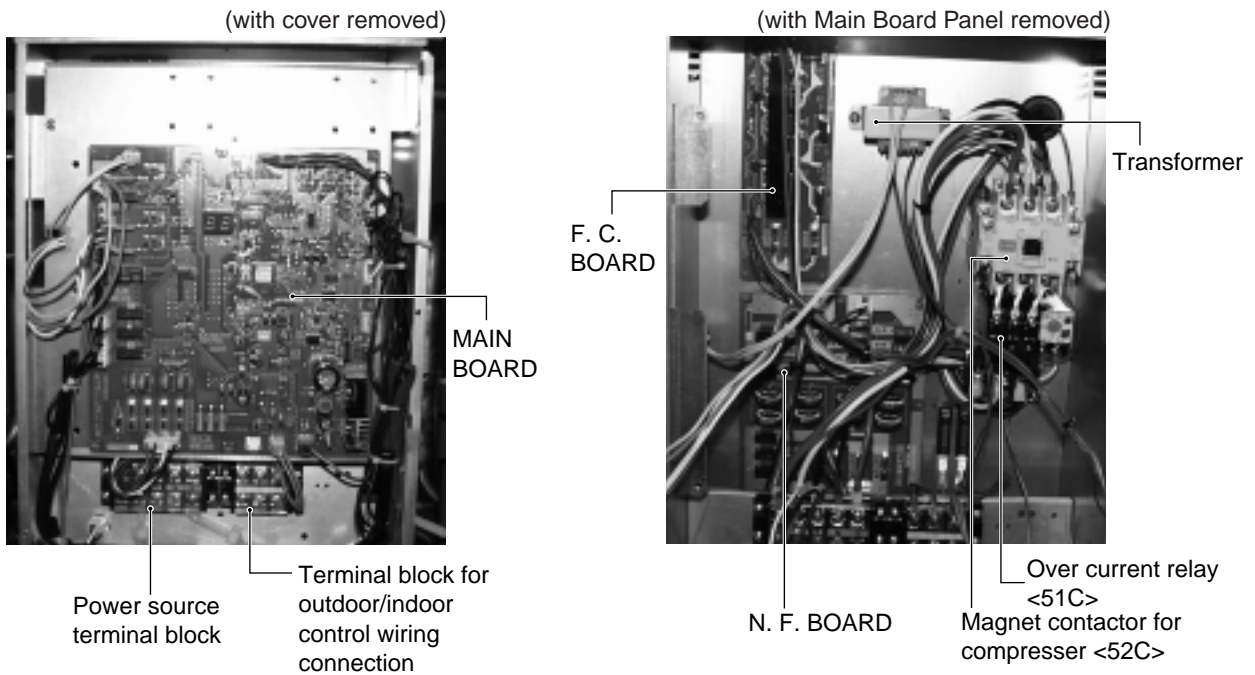 (with cover removed)
MAIN
BOARD
Power source
terminal block
Terminal block for
outdoor/indoor
control wiring
connection
(with Main Board Panel removed)
Transformer
F. C.
BOARD
N. F. BOARD
Over current relay
<51C>
Magnet contactor for
compresser <52C>